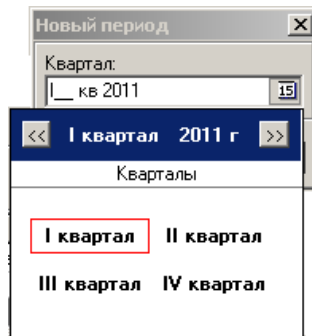 Новый период
Квартал:
I__ кв 2011
15
<< I квартал 2011 г >>
Кварталы
I квартал II квартал
III квартал IV квартал